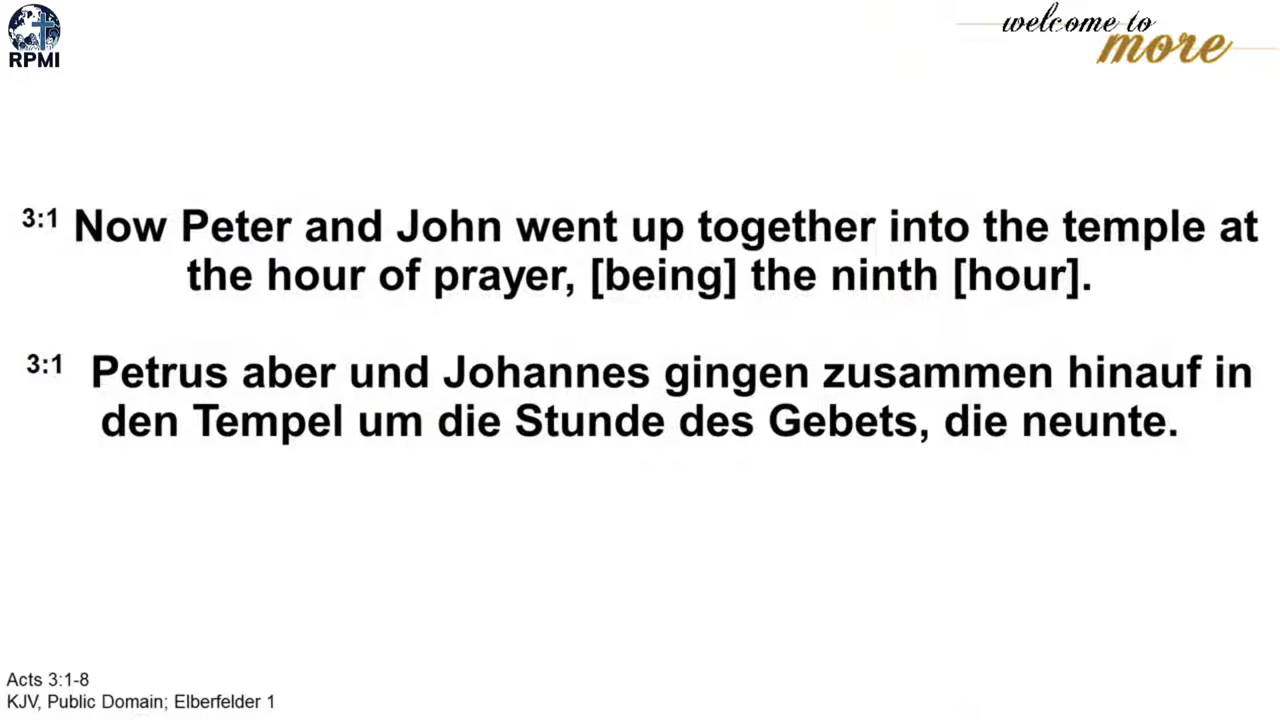 RPMI
welcome to
more
3:1 Now Peter and John went up together into the temple at
the hour of prayer, [being] the ninth [hour].
3:1 Petrus aber und Johannes gingen zusammen hinauf in
den Tempel um die Stunde des Gebets, die neunte.
Acts 3:1-8
KJV, Public Domain; Elberfelder 1